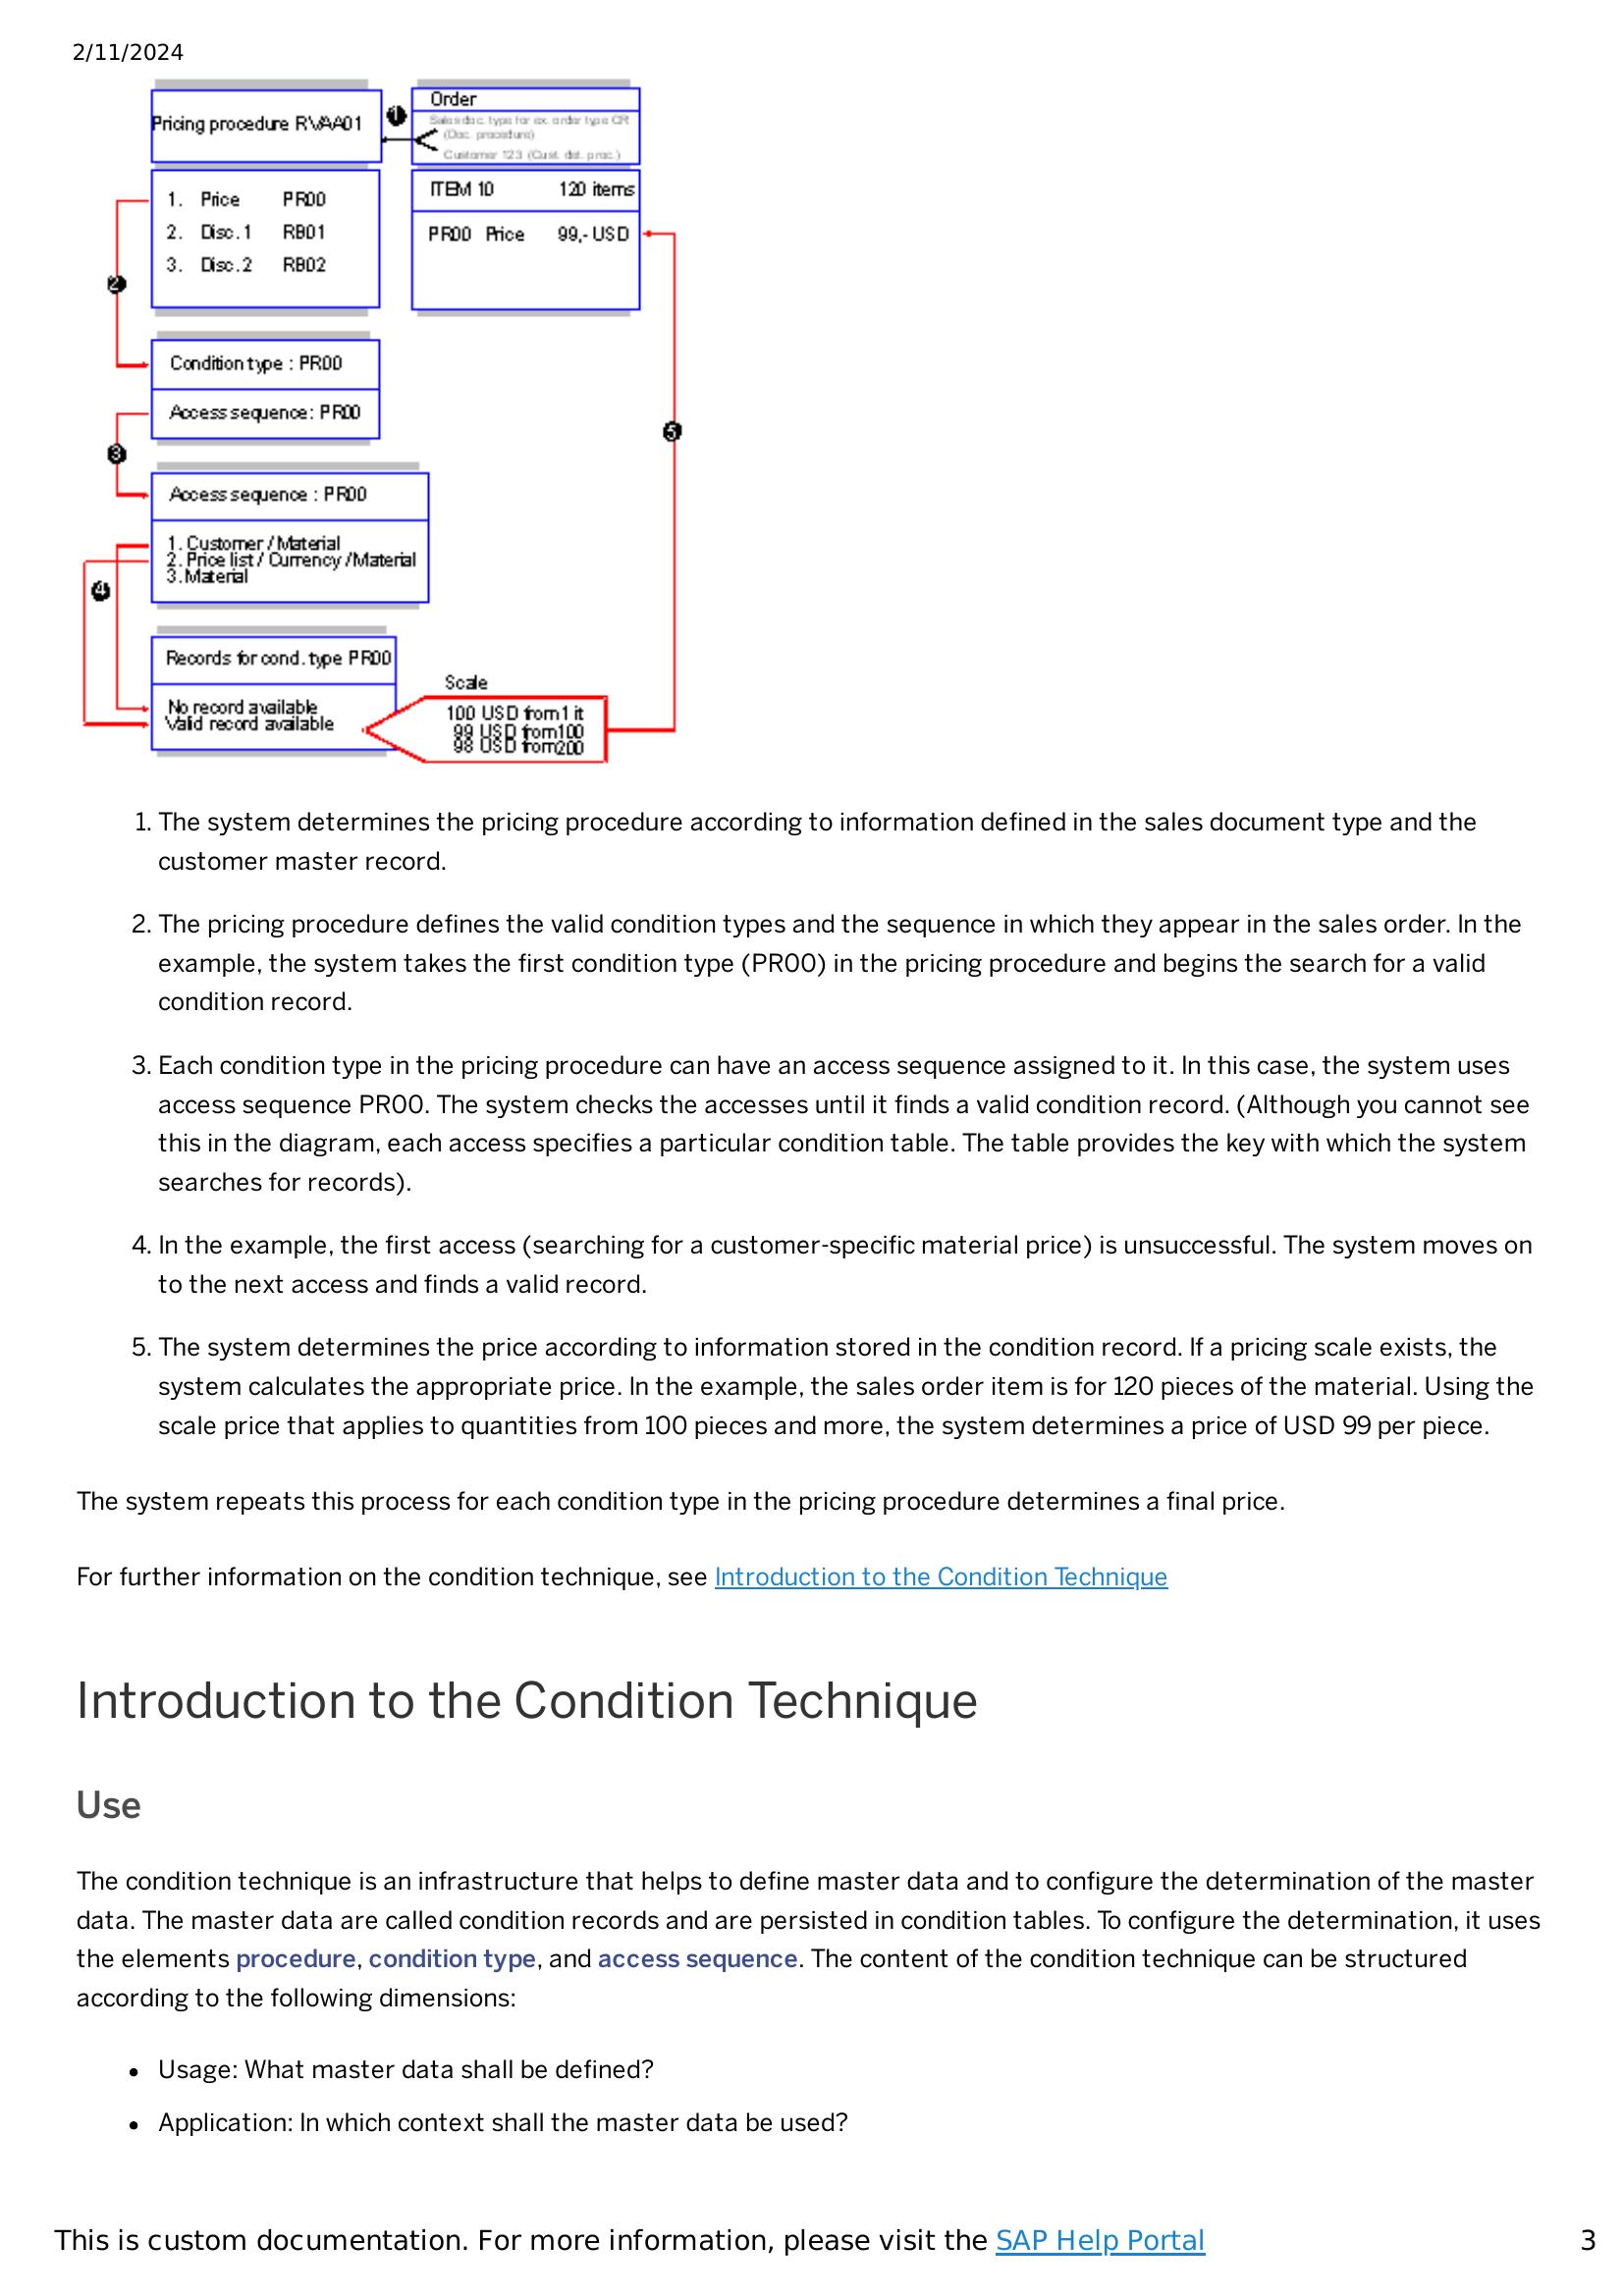 2/11/2024
Pricing procedure RVAA01
1
Order
Sales doc. type for ex. order type OR
(Doc. procedure)
Customer 123 (Cust. det. proc.)
1. Price PR00
2. Disc.1 RB01
3. Disc.2 RB02
ITEM 10 120 items
PR00 Price 99,- USD
2
Condition type : PR00
Access sequence: PR00
3
5
Access sequence : PR00
1. Customer / Material
2. Price list / Currency /Material
3.Material
4
Records for cond. type PR00
No record available
Valid record available
Scale
100 USD from1 it
99 USD from100
98 USD from200
1. The system determines the pricing procedure according to information defined in the sales document type and the
customer master record.
2. The pricing procedure defines the valid condition types and the sequence in which they appear in the sales order. In the
example, the system takes the first condition type (PR00) in the pricing procedure and begins the search for a valid
condition record.
3. Each condition type in the pricing procedure can have an access sequence assigned to it. In this case, the system uses
access sequence PR00. The system checks the accesses until it finds a valid condition record. (Although you cannot see
this in the diagram, each access specifies a particular condition table. The table provides the key with which the system
searches for records).
4. In the example, the first access (searching for a customer-specific material price) is unsuccessful. The system moves on
to the next access and finds a valid record.
5. The system determines the price according to information stored in the condition record. If a pricing scale exists, the
system calculates the appropriate price. In the example, the sales order item is for 120 pieces of the material. Using the
scale price that applies to quantities from 100 pieces and more, the system determines a price of USD 99 per piece.
The system repeats this process for each condition type in the pricing procedure determines a final price.
For further information on the condition technique, see Introduction to the Condition Technique
Introduction to the Condition Technique
Use
The condition technique is an infrastructure that helps to define master data and to configure the determination of the master
data. The master data are called condition records and are persisted in condition tables. To configure the determination, it uses
the elements procedure, condition type, and access sequence. The content of the condition technique can be structured
according to the following dimensions:
• Usage: What master data shall be defined?
• Application: In which context shall the master data be used?
This is custom documentation. For more information, please visit the SAP Help Portal 3